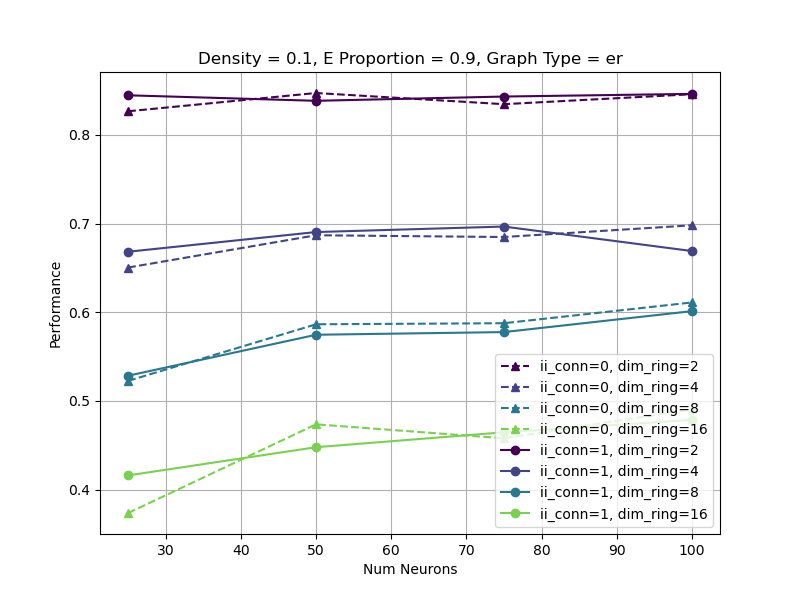 Density = 0.1, E Proportion = 0.9, Graph Type = er
Performance
0.8
0.7
0.6
0.5
0.4
ii_conn=0, dim_ring=2
ii_conn=0, dim_ring=4
ii_conn=0, dim_ring=8
ii_conn=0, dim_ring=16
ii_conn=1, dim_ring=2
ii_conn=1, dim_ring=4
ii_conn=1, dim_ring=8
ii_conn=1, dim_ring=16
30 40 50 60 70 80 90 100
Num Neurons